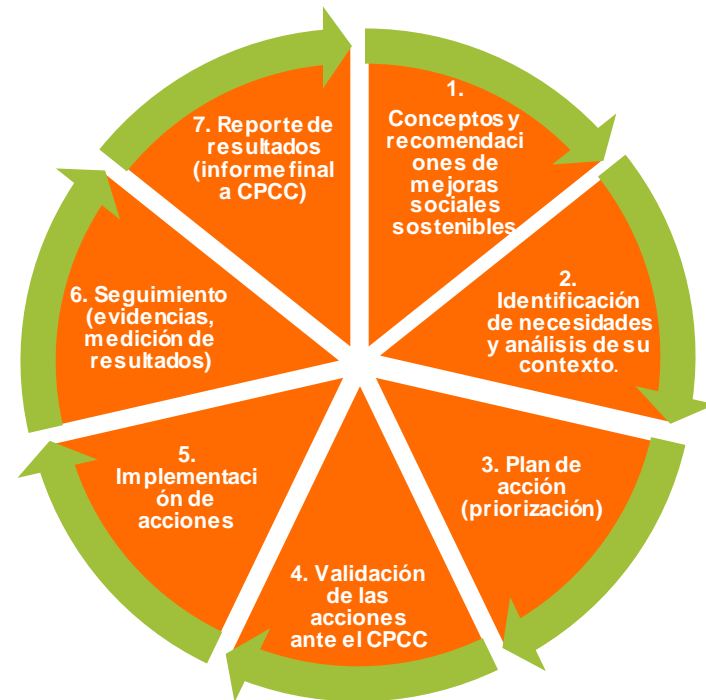 1.
Conceptos y
recomendaci
ones de
mejoras
sociales
sostenibles
2.
Identificación
de necesidades
y análisis de su
contexto.
3. Plan de
acción
(priorización)
4. Validación
de las
acciones
ante el CPCC
5.
Implementaci
ón de
acciones
6. Seguimiento
(evidencias,
medición de
resultados)
7. Reporte de
resultados
(informe final
a CPCC)